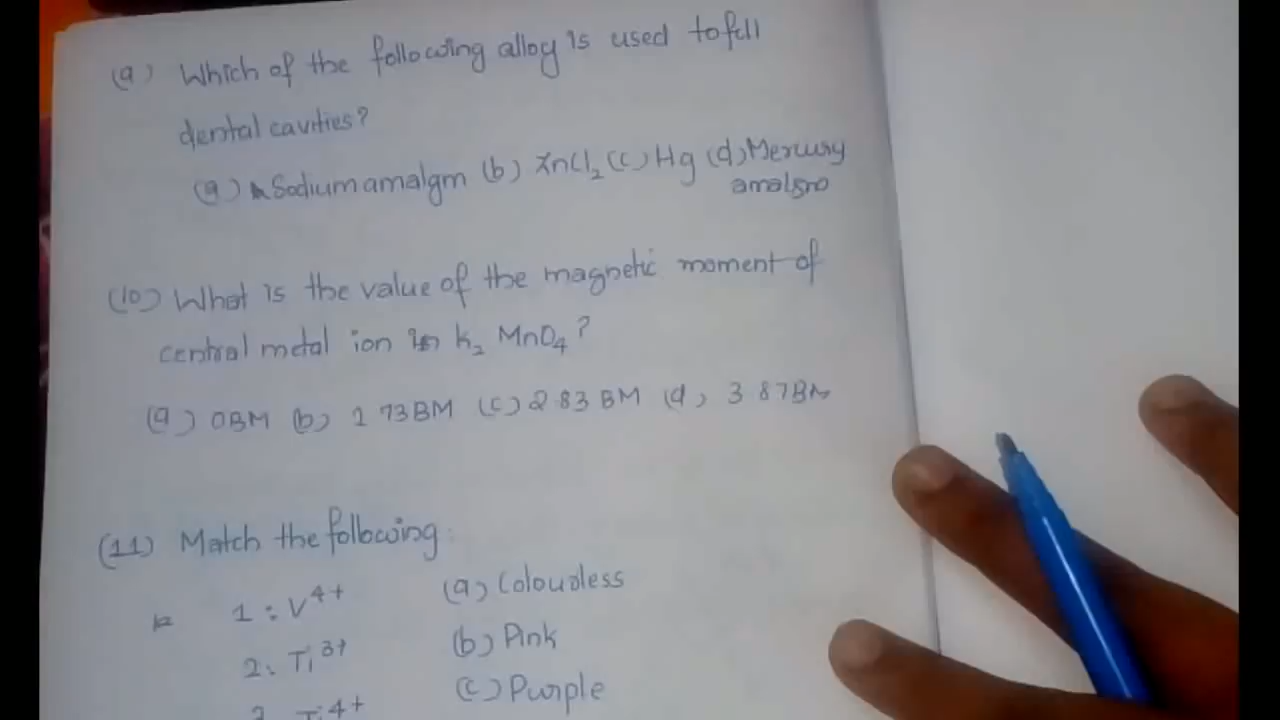 (9) Which of the following alloy is used to fill
dental cavities?
(a) Sodium amalgm (b) ZnCl₂ (c) Hg (d) Mercury
amalgm
(10) What is the value of the magnetic moment of
central metal ion in K₂ MnO₄?
(a) 0BM (b) 1.73BM (c) 2.83 BM (d) 3.87BM
(11) Match the following:
1: V⁴⁺ (a) Colourless
2: Ti³⁺ (b) Pink
3 Ti⁴⁺ (c) Purple